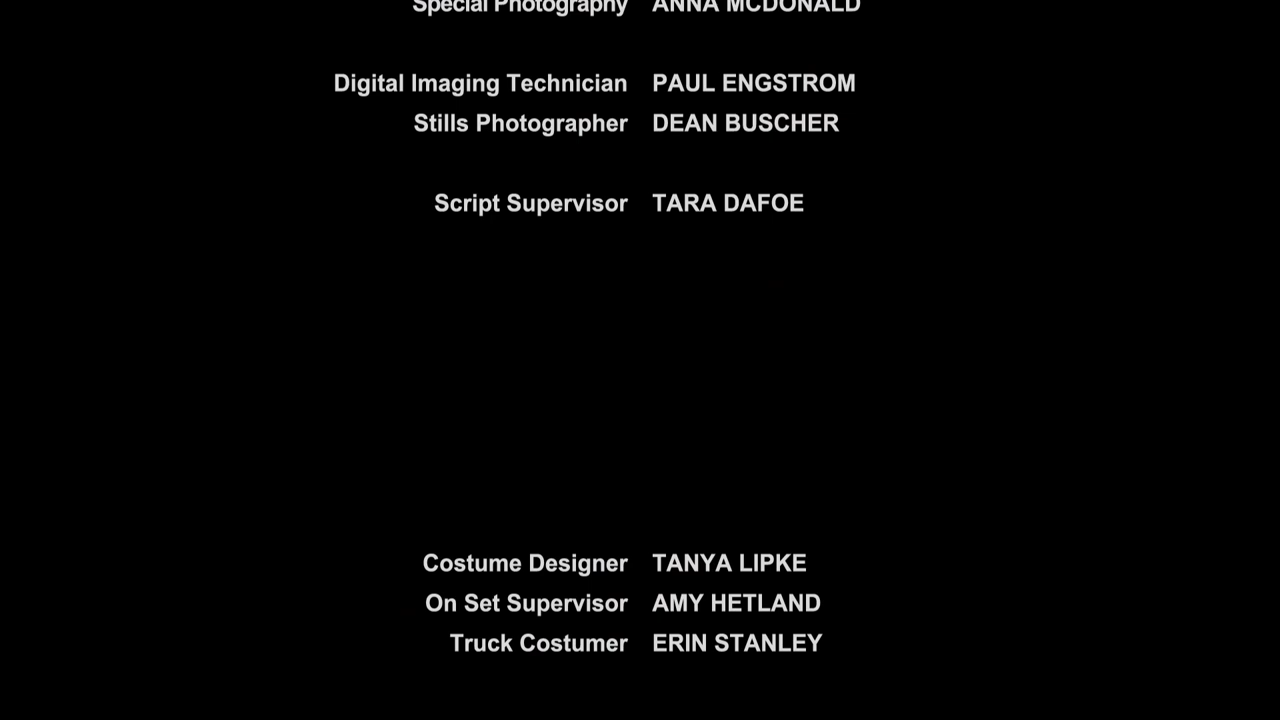 Special Photography ANNA MCDONALD
Digital Imaging Technician PAUL ENGSTROM
Stills Photographer DEAN BUSCHER
Script Supervisor TARA DAFOE
Costume Designer TANYA LIPKE
On Set Supervisor AMY HETLAND
Truck Costumer ERIN STANLEY